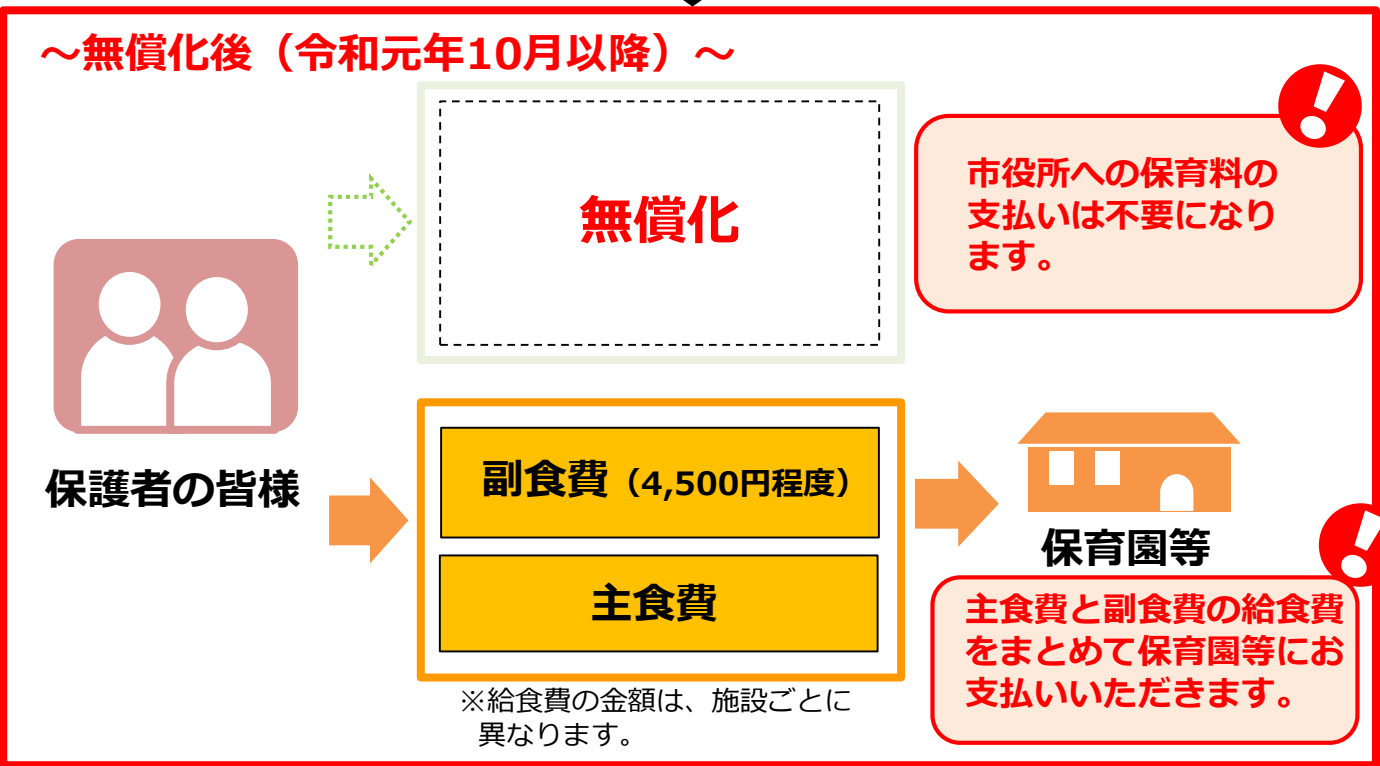 ～無償化後（令和元年10月以降）～
無償化
市役所への保育料の
支払いは不要になり
ます。
保護者の皆様
副食費（4,500円程度）
主食費
※給食費の金額は、施設ごとに
異なります。
保育園等
主食費と副食費の給食費
をまとめて保育園等にお
支払いいただきます。